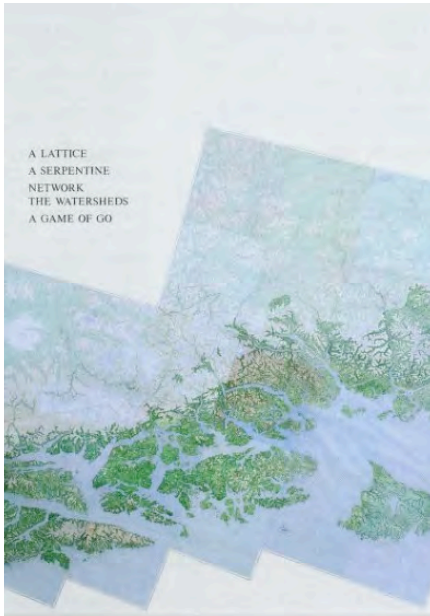 A LATTICE
A SERPENTINE
NETWORK
THE WATERSHEDS
A GAME OF GO